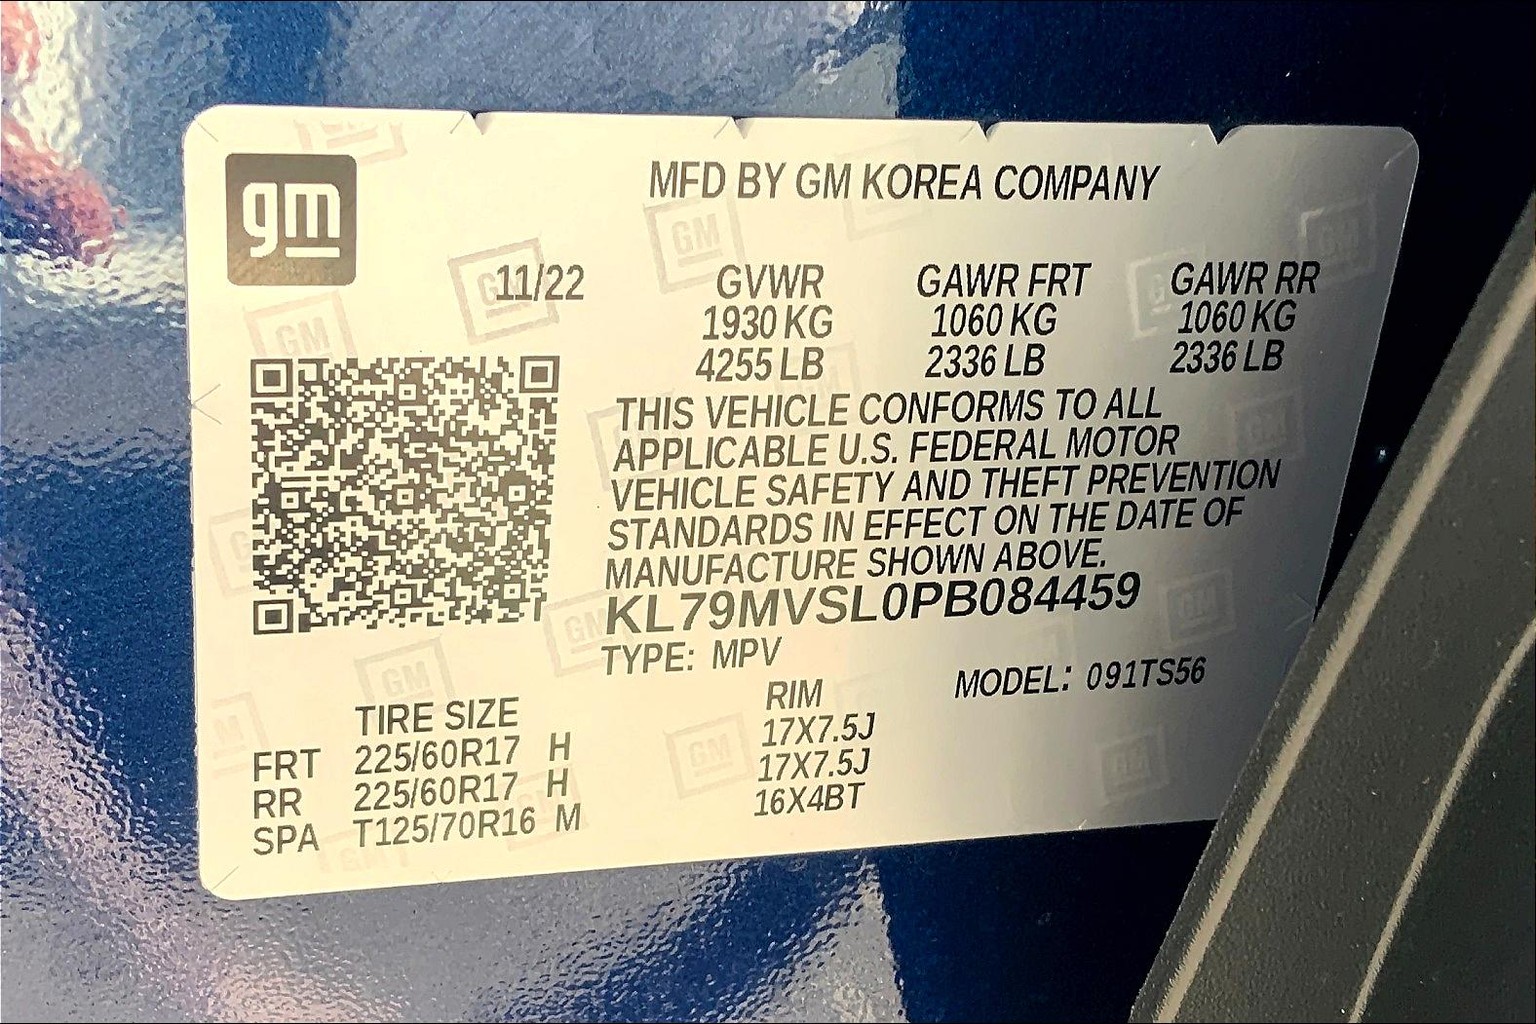 gm
MFD BY GM KOREA COMPANY
11/22 GVWR GAWR FRT GAWR RR
1930 KG 1060 KG 1060 KG
4255 LB 2336 LB 2336 LB
THIS VEHICLE CONFORMS TO ALL
APPLICABLE U.S. FEDERAL MOTOR
VEHICLE SAFETY AND THEFT PREVENTION
STANDARDS IN EFFECT ON THE DATE OF
MANUFACTURE SHOWN ABOVE.
KL79MVSL0PB084459
TYPE: MPV MODEL: 091TS56
TIRE SIZE RIM
FRT 225/60R17 H 17X7.5J
RR 225/60R17 H 17X7.5J
SPA T125/70R16 M 16X4BT